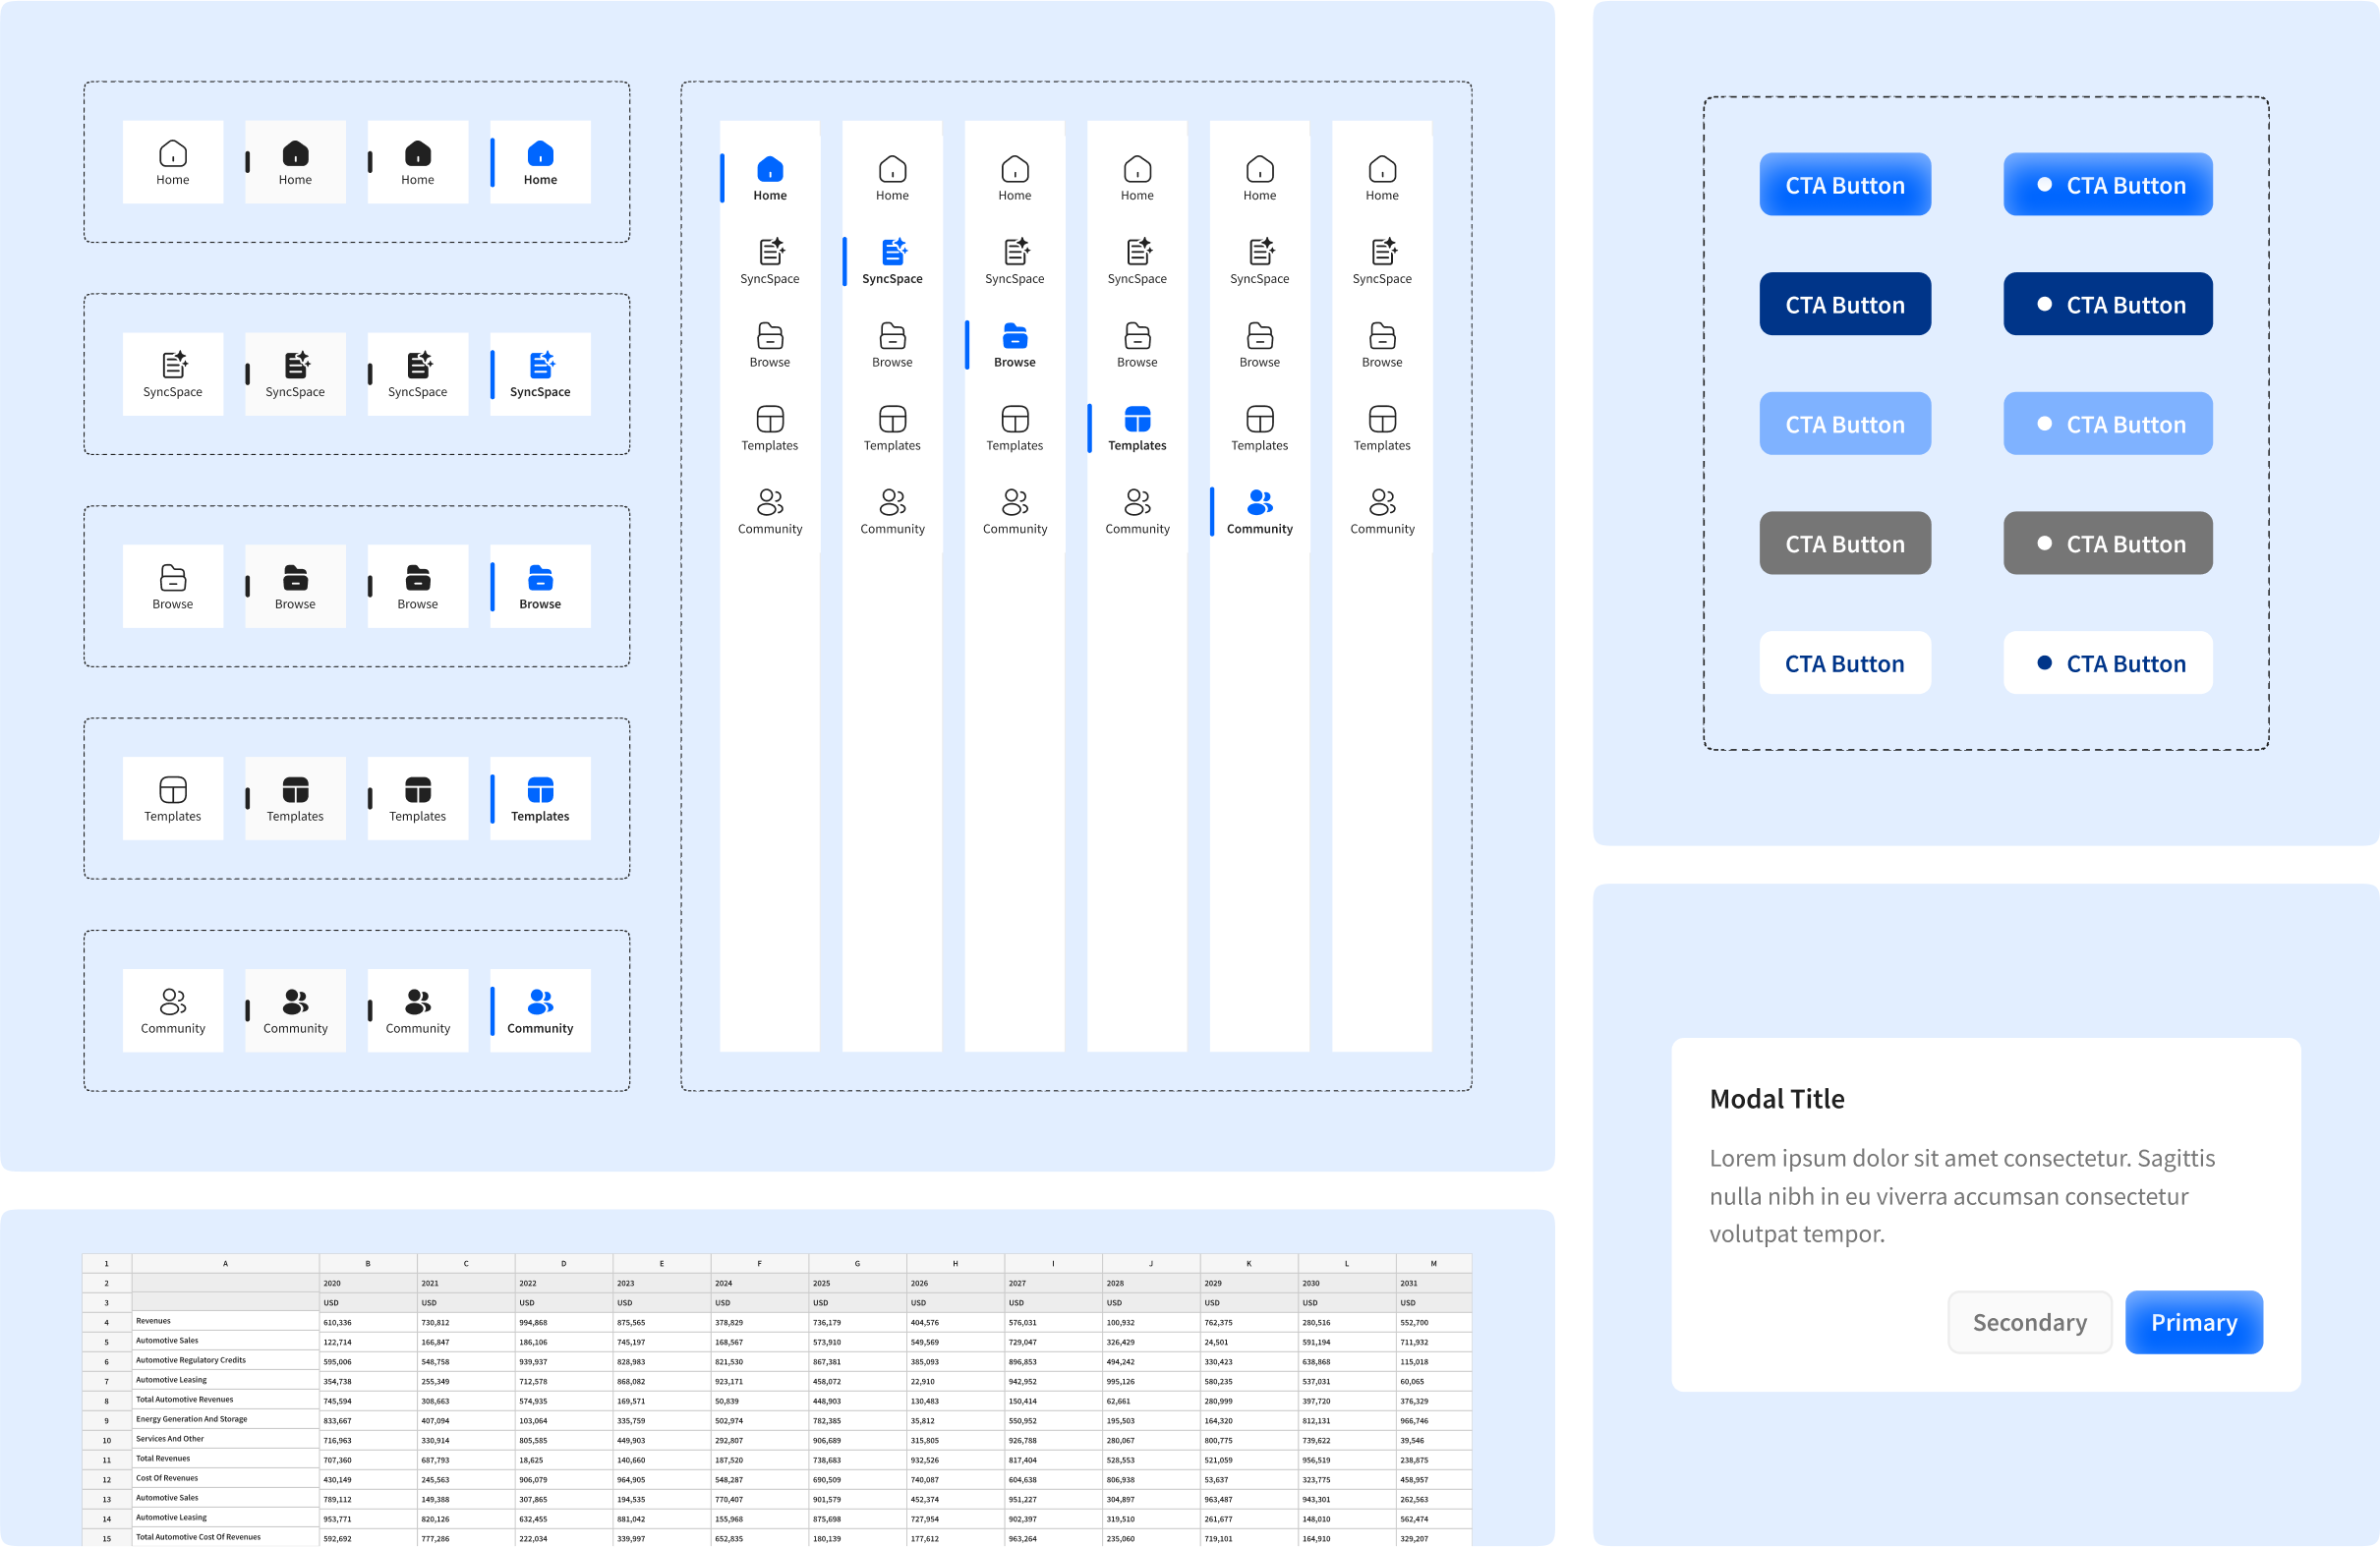 Home Home Home Home
SyncSpace SyncSpace SyncSpace SyncSpace
Browse Browse Browse Browse
Templates Templates Templates Templates
Community Community Community Community
Home Home Home Home Home Home
SyncSpace SyncSpace SyncSpace SyncSpace SyncSpace SyncSpace
Browse Browse Browse Browse Browse Browse
Templates Templates Templates Templates Templates Templates
Community Community Community Community Community Community
CTA Button CTA Button
CTA Button CTA Button
CTA Button CTA Button
CTA Button CTA Button
CTA Button CTA Button
Modal Title
Lorem ipsum dolor sit amet consectetur. Sagittis
nulla nibh in eu viverra accumsan consectetur
volutpat tempor.
Secondary Primary
1 A B C D E F G H I J K L M
2 2020 2021 2022 2023 2024 2025 2026 2027 2028 2029 2030 2031
3 USD USD USD USD USD USD USD USD USD USD USD USD
4 Revenues 610,336 730,812 994,868 875,565 378,829 736,179 404,576 576,031 100,932 762,375 280,516 552,700
5 Automotive Sales 122,714 166,847 186,106 745,197 168,567 573,910 549,569 729,047 326,429 24,501 591,194 711,932
6 Automotive Regulatory Credits 595,006 548,758 939,937 828,983 821,530 867,381 385,093 896,853 494,242 330,423 638,868 115,018
7 Automotive Leasing 354,738 255,349 712,578 868,082 923,171 458,072 22,910 942,952 995,126 580,235 537,031 60,065
8 Total Automotive Revenues 745,594 308,663 574,935 169,571 50,839 448,903 130,483 150,414 62,661 280,999 397,720 376,329
9 Energy Generation And Storage 833,667 407,094 103,064 335,759 502,974 782,385 35,812 550,952 195,503 164,320 812,131 966,746
10 Services And Other 716,963 330,914 805,585 449,903 292,807 906,689 315,805 926,788 280,067 800,775 739,622 39,546
11 Total Revenues 707,360 687,793 18,625 140,660 187,520 738,683 932,526 817,404 528,553 521,059 956,519 238,875
12 Cost Of Revenues 430,149 245,563 906,079 964,905 548,287 690,509 740,087 604,638 806,938 53,637 323,775 458,957
13 Automotive Sales 789,112 149,388 307,865 194,535 770,407 901,579 452,374 951,227 304,897 963,487 943,301 262,563
14 Automotive Leasing 953,771 820,126 632,455 881,042 155,968 875,698 727,954 902,397 319,510 261,677 148,010 562,474
15 Total Automotive Cost Of Revenues 592,692 777,286 222,034 339,997 652,835 180,139 177,612 963,264 235,060 719,101 164,910 329,207